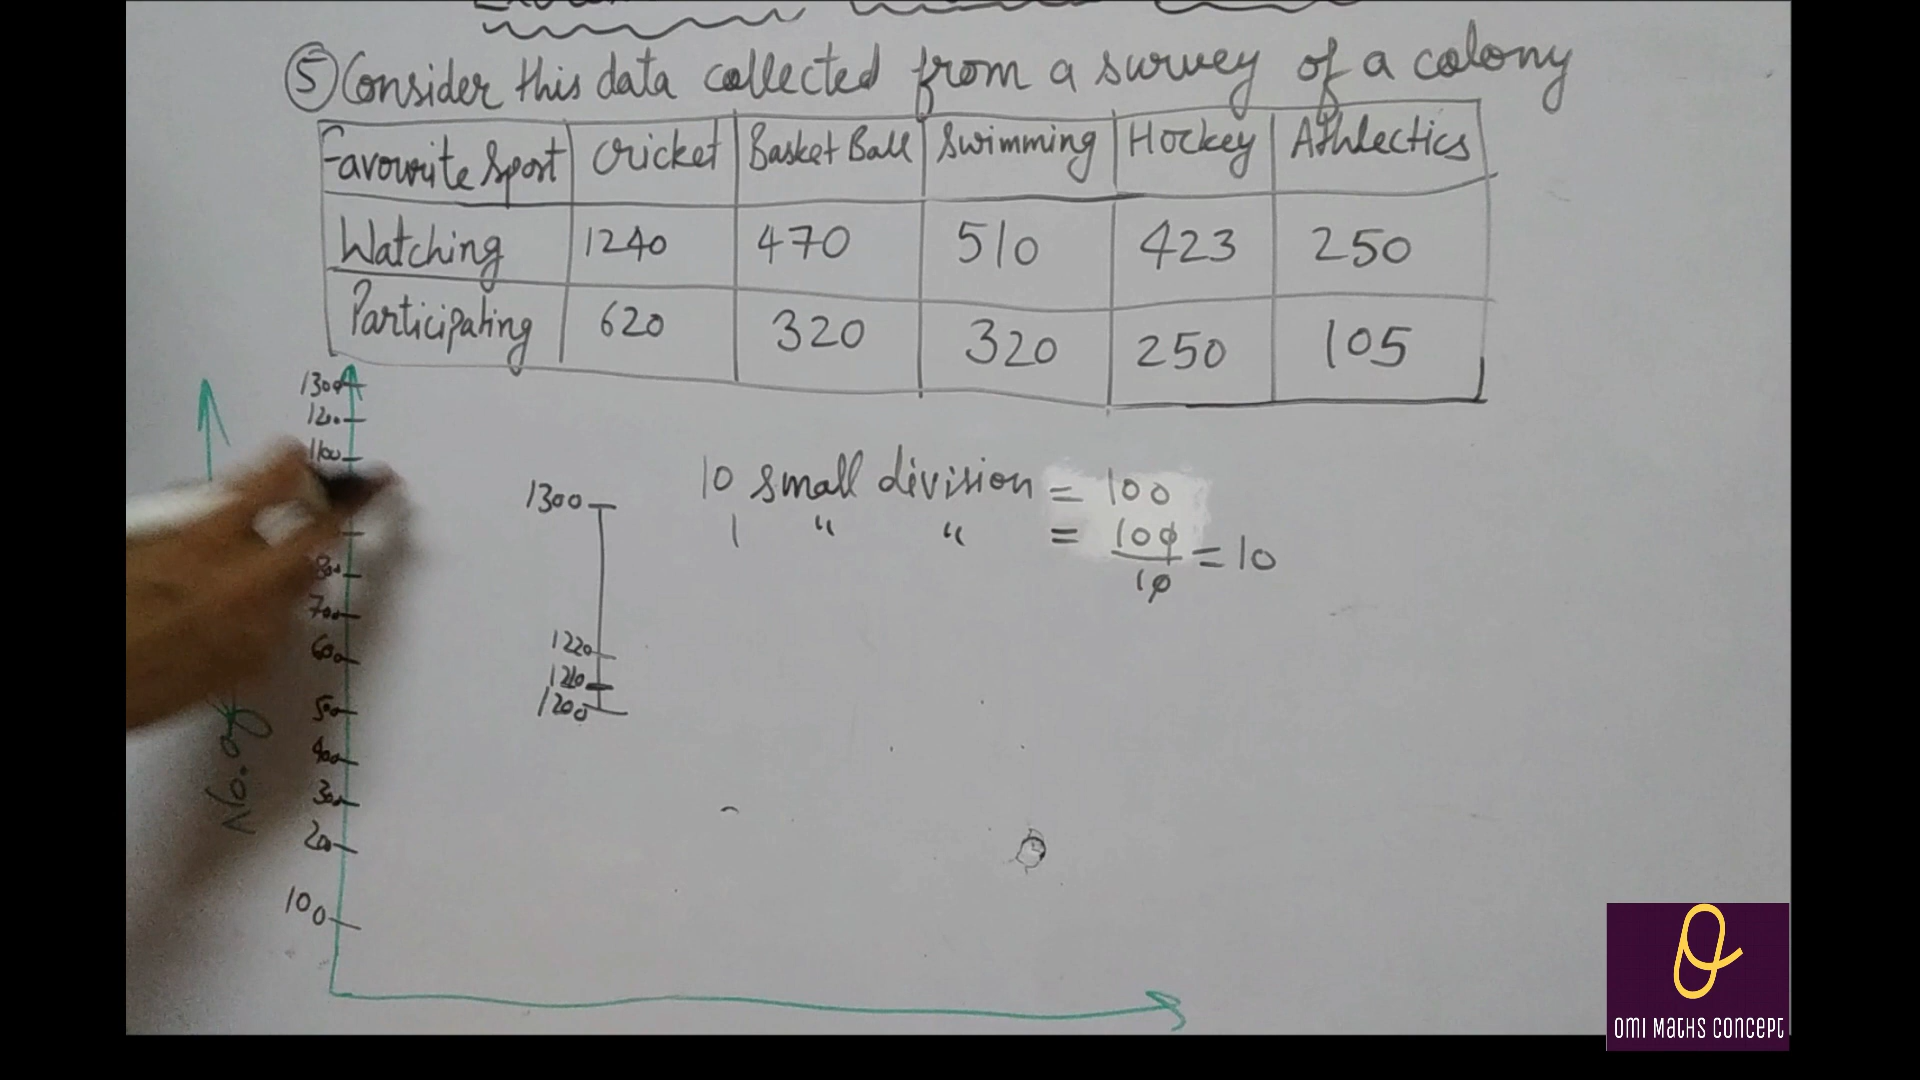 ⑤ Consider this data collected from a survey of a colony
Favourite Sport Cricket Basket Ball Swimming Hockey Athlectics
Watching 1240 470 510 423 250
Participating 620 320 320 250 105
1300
1200
1100
800
700
600
500
400
300
200
100
No. of
1300
1220
1210
1200
10 small division = 100
1 " " = 100/10 = 10
OMI MATHS CONCEPT